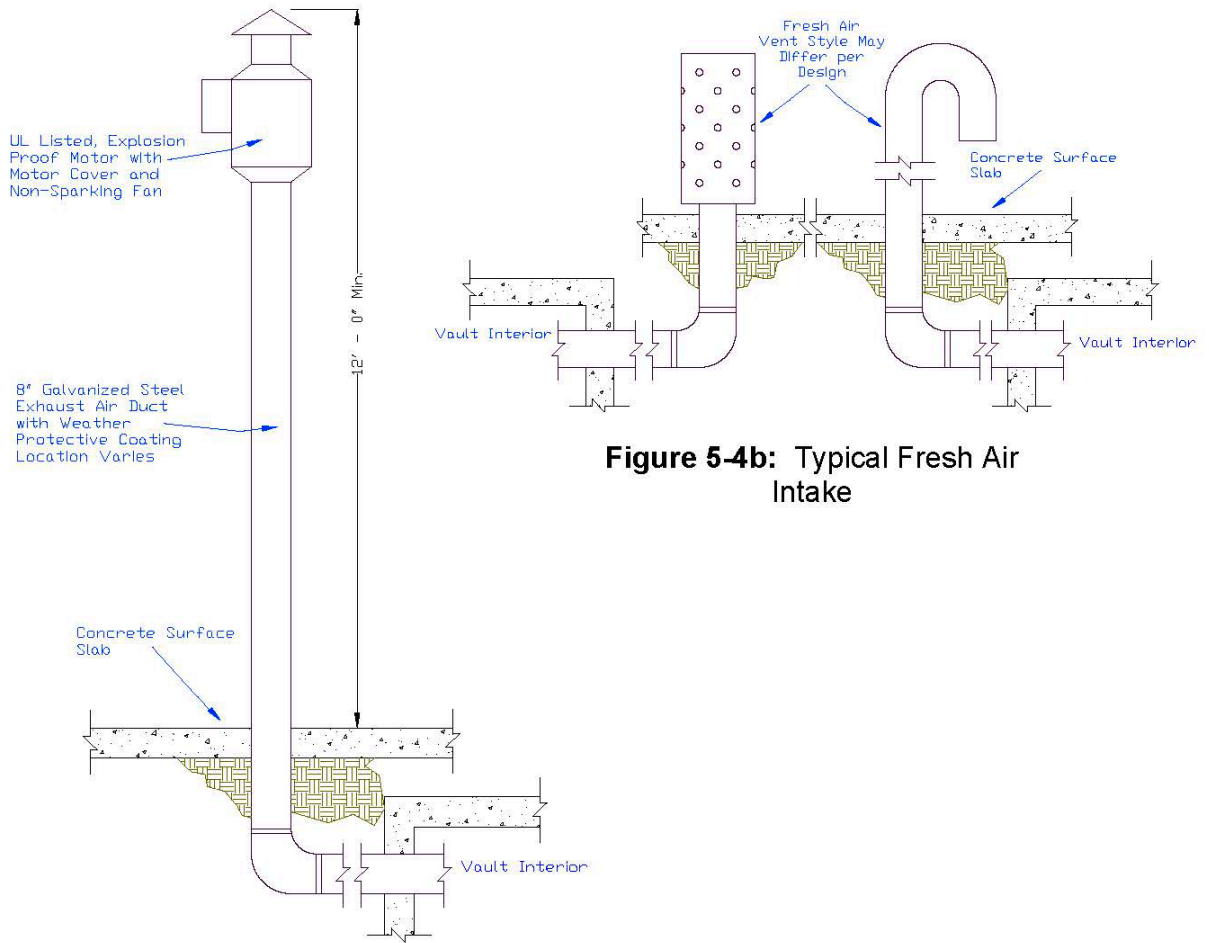 UL Listed, Explosion
Proof Motor with
Motor Cover and
Non-Sparking Fan
12' - 0" Min.
8" Galvanized Steel
Exhaust Air Duct
with Weather
Protective Coating
Location Varies
Concrete Surface
Slab
Vault Interior
Fresh Air
Vent Style May
Differ per
Design
Concrete Surface
Slab
Vault Interior
Vault Interior
Figure 5-4b: Typical Fresh Air
Intake